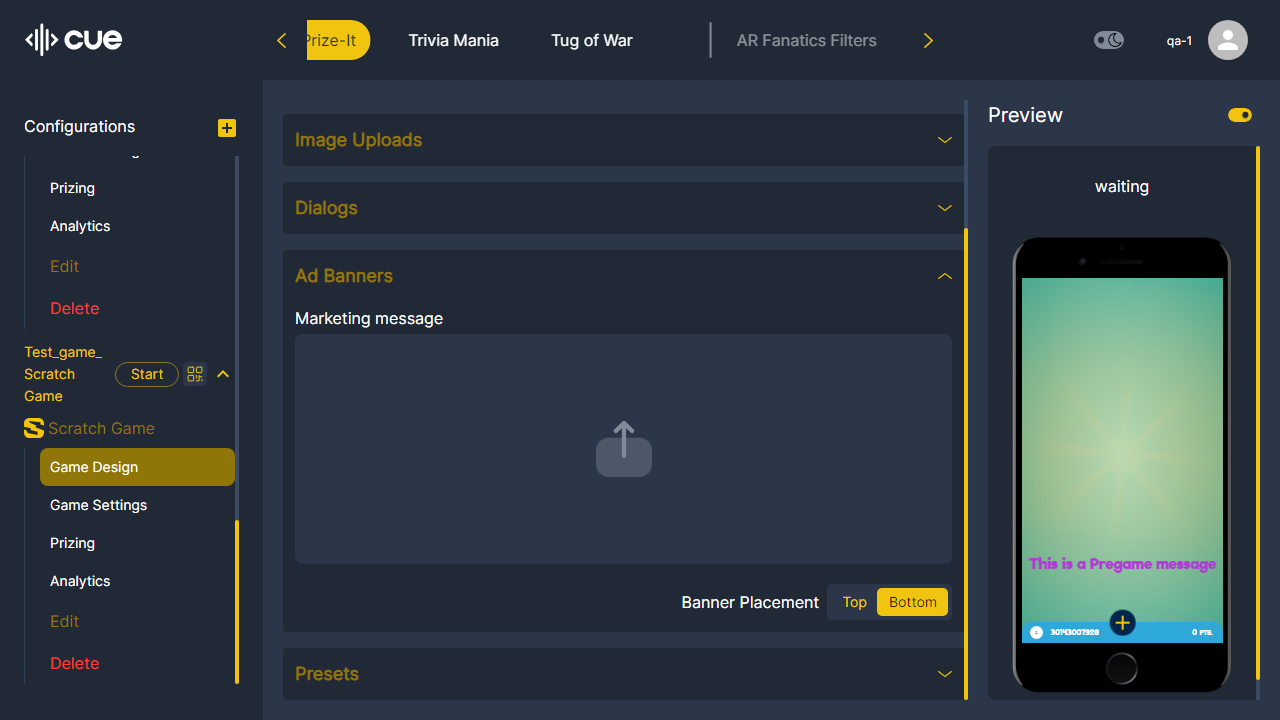 cue
Prize-It
Trivia Mania
Tug of War
AR Fanatics Filters
qa-1
Configurations
Prizing
Analytics
Edit
Delete
Test_game_
Scratch
Game
Start
Scratch Game
Game Design
Game Settings
Prizing
Analytics
Edit
Delete
Image Uploads
Dialogs
Ad Banners
Marketing message
Banner Placement
Top
Bottom
Presets
Preview
waiting
This is a Pregame message
30143007926
0 PTS.